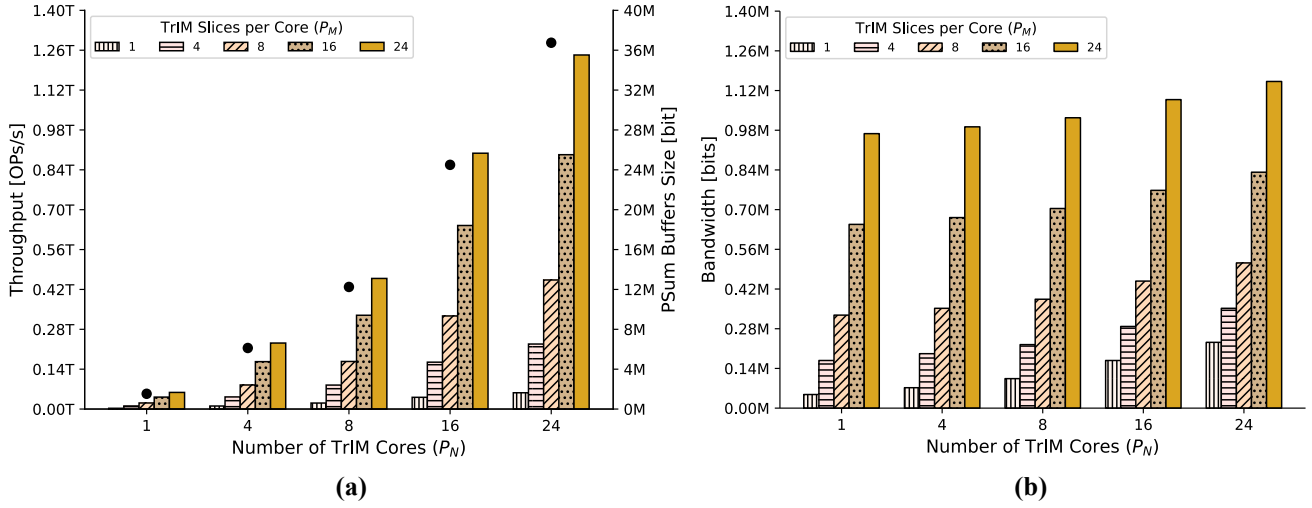 TrIM Slices per Core (P_M)
1 4 8 16 24
Throughput [OPs/s]
1.40T
1.26T
1.12T
0.98T
0.84T
0.70T
0.56T
0.42T
0.28T
0.14T
0.00T
PSum Buffers Size [bit]
40M
36M
32M
28M
24M
20M
16M
12M
8M
4M
0M
1 4 8 16 24
Number of TrIM Cores (P_N)
(a)
TrIM Slices per Core (P_M)
1 4 8 16 24
Bandwidth [bits]
1.40M
1.26M
1.12M
0.98M
0.84M
0.70M
0.56M
0.42M
0.28M
0.14M
0.00M
1 4 8 16 24
Number of TrIM Cores (P_N)
(b)